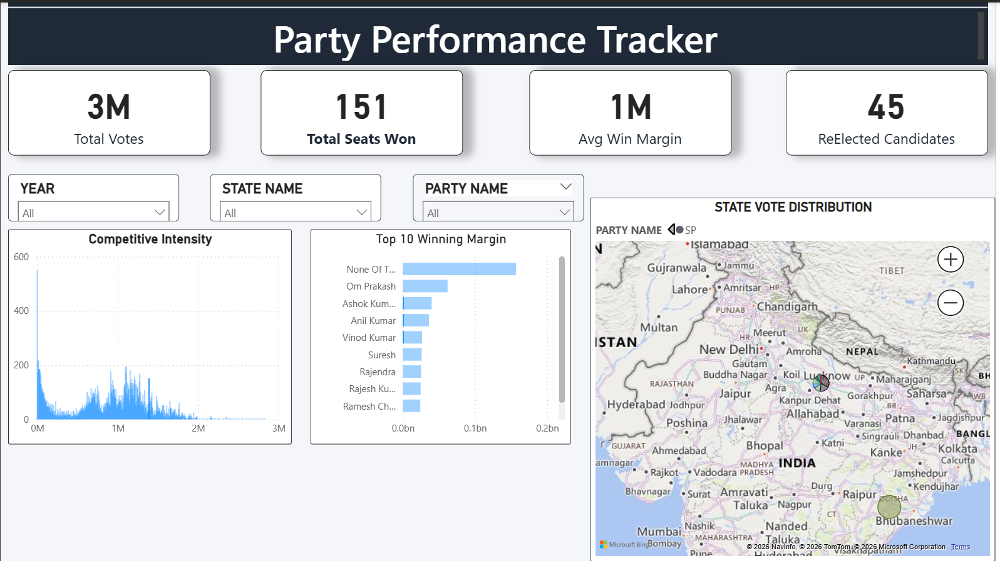 Party Performance Tracker
3M
Total Votes
151
Total Seats Won
1M
Avg Win Margin
45
ReElected Candidates
YEAR
All
STATE NAME
All
PARTY NAME
All
Competitive Intensity
600
400
200
0
0M 1M 2M 3M
Top 10 Winning Margin
None Of T...
Om Prakash
Ashok Kum...
Anil Kumar
Vinod Kumar
Suresh
Rajendra
Rajesh Ku...
Ramesh Ch...
0.0bn 0.1bn 0.2bn
STATE VOTE DISTRIBUTION
PARTY NAME SP
N
Islamabad
Gujranwala
Jammu
TIBET
Lahore
Amritsar
HP
PUNJAB
Chandigarh
Multan
UK
ISTAN
HR
Meerut
New Delhi
Amroha
NEPAL
Gautam
Buddha Nagar
Kathmandu
SK
BH
Koil
Lucknow
UP
Maharajganj
RAJASTHAN
Agra
Jaipur
Kanpur Dehat
Gorakhpur
Saharsa
WB
Hyderabad
Jodhpur
BR
Allahabad
Patna
Jagdishpur
Poshina
Jhalawar
Varanasi
Singrauli
Dhanbad
BANGL
GUJARAT
Ahmedabad
Bhopal
Katni
Kanke
JH
Kolkata
Calcutta
amnagar
Rajkot
Vadodara
MADHYA
PRADESH
INDIA
Jamshedpur
Bhavnagar
Surat
Amravati
Taluka
Nagpur
Durg
Raipur
Kendujhar
ODISHA
CT
Bhubaneshwar
Nashik
Mumbai
Bombay
Nanded
Taluka
MAHARASHTRA
Pune
Hyderabad
Visakhapatnam
Microsoft Bing
© 2026 NavInfo, © 2026 TomTom, © 2026 Microsoft Corporation Terms